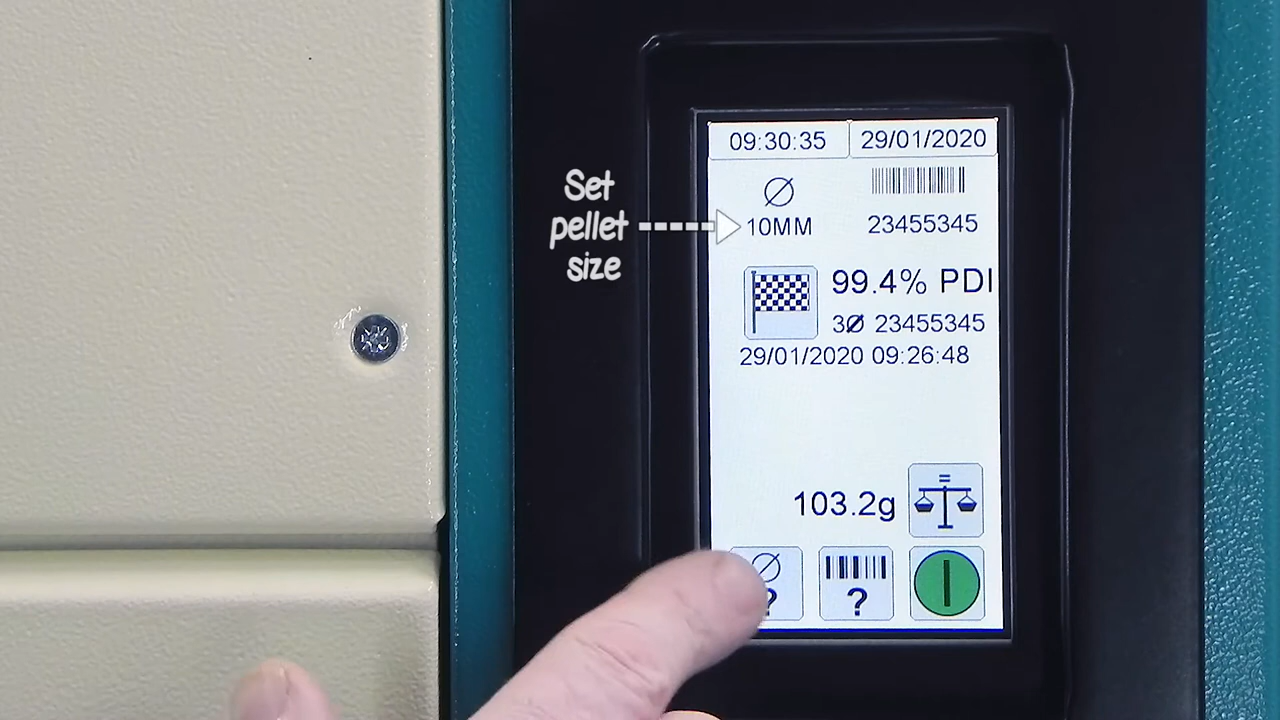 09:30:35 29/01/2020
Set
pellet
size
Ø
10MM 23455345
99.4% PDI
3Ø 23455345
29/01/2020 09:26:48
103.2g
Ø
? ?